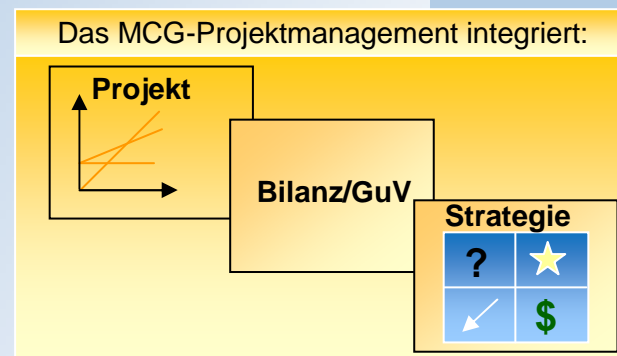 Das MCG-Projektmanagement integriert:
Projekt
Bilanz/GuV
Strategie
?
$